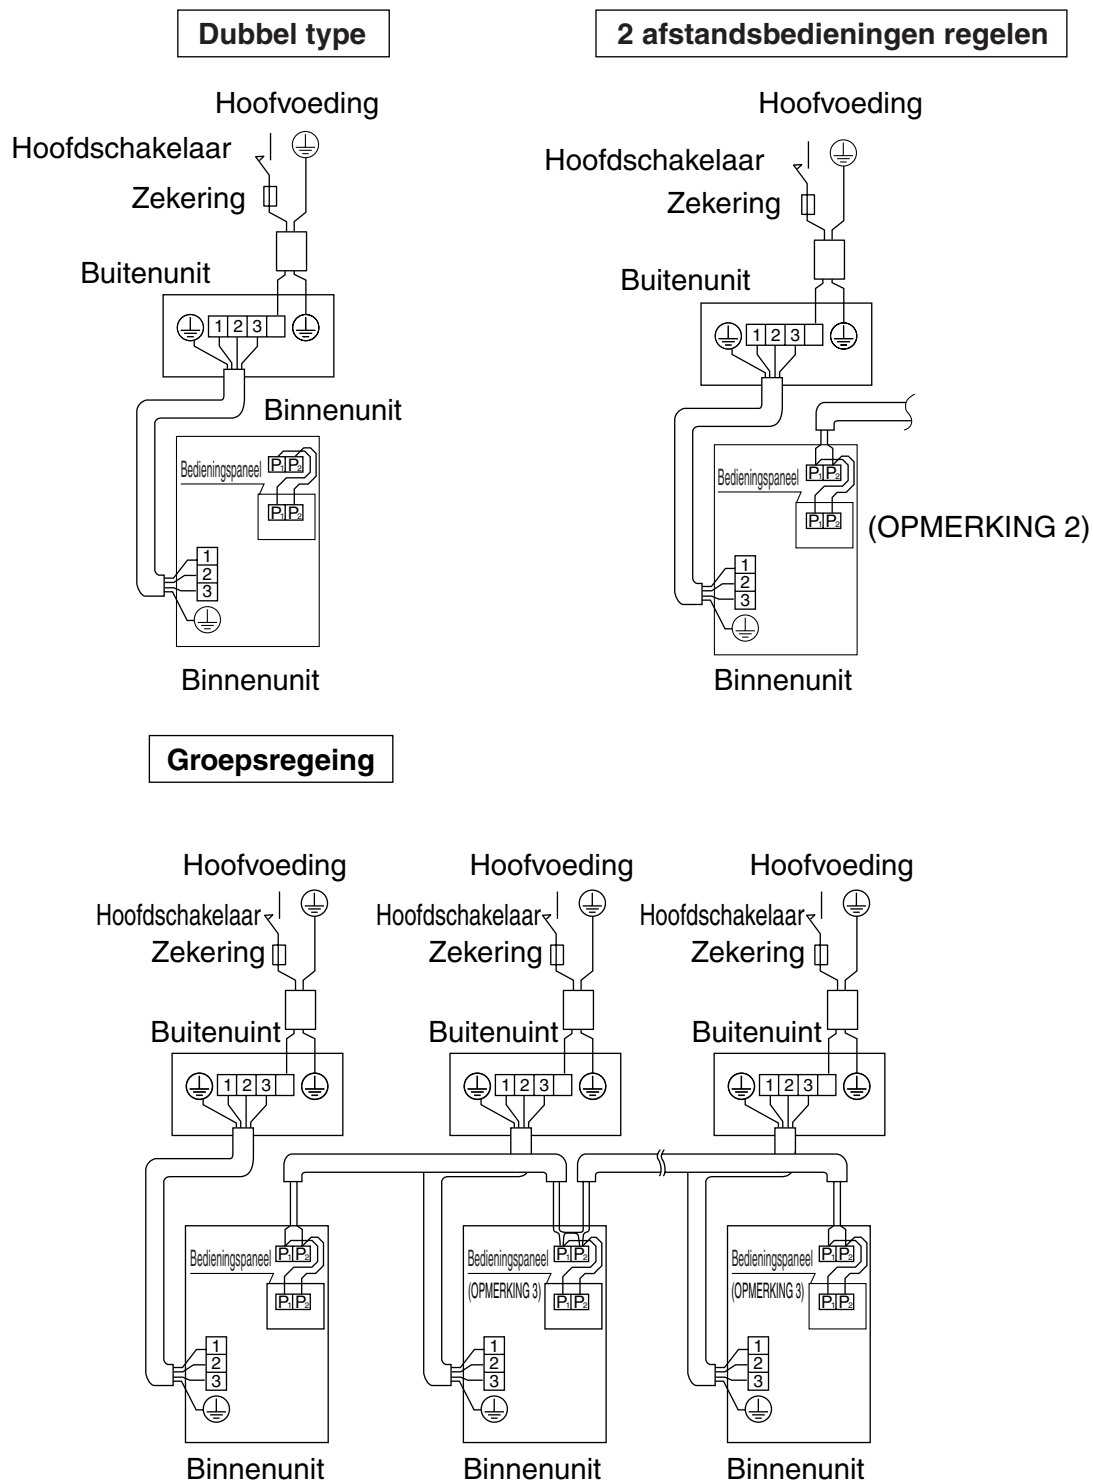 Dubbel type
Hoofvoeding
Hoofdschakelaar
Zekering
Buitenunit
1 2 3
Binnenunit
Bedieningspaneel
P1 P2
P1 P2
1
2
3
Binnenunit
2 afstandsbedieningen regelen
Hoofvoeding
Hoofdschakelaar
Zekering
Buitenunit
1 2 3
Bedieningspaneel
P1 P2
P1 P2
(OPMERKING 2)
1
2
3
Binnenunit
Groepsregeing
Hoofvoeding
Hoofdschakelaar
Zekering
Buitenuint
1 2 3
Bedieningspaneel
P1 P2
P1 P2
1
2
3
Binnenunit
Hoofvoeding
Hoofdschakelaar
Zekering
Buitenuint
1 2 3
Bedieningspaneel
P1 P2
(OPMERKING 3)
P1 P2
1
2
3
Binnenunit
Hoofvoeding
Hoofdschakelaar
Zekering
Buitenuint
1 2 3
Bedieningspaneel
P1 P2
(OPMERKING 3)
P1 P2
1
2
3
Binnenunit